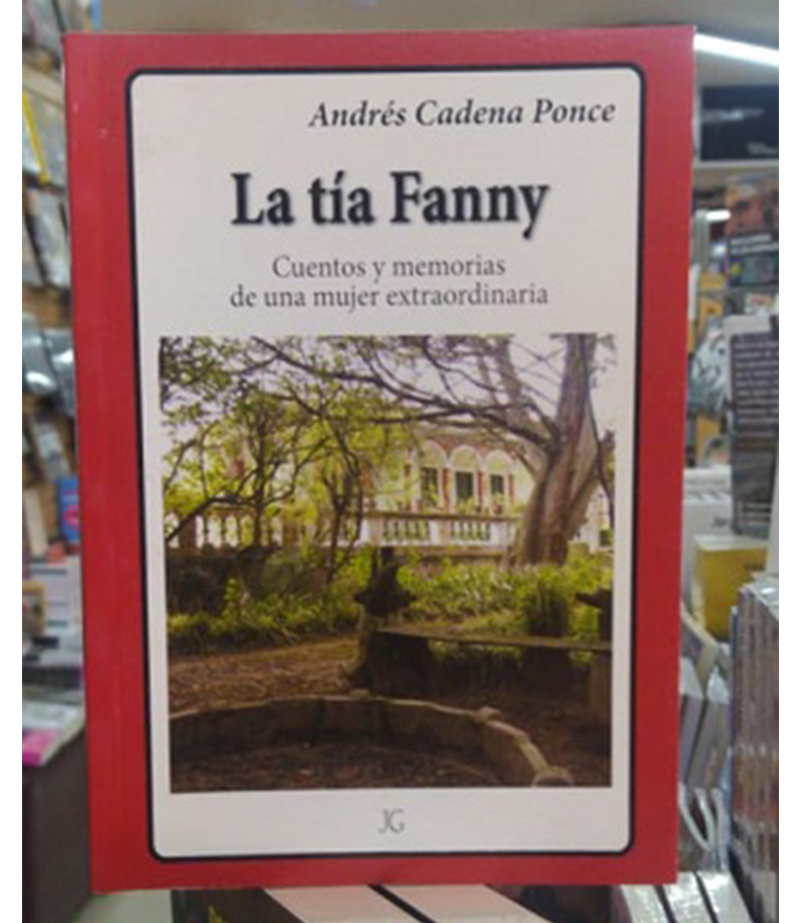 Andrés Cadena Ponce
La tía Fanny
Cuentos y memorias
de una mujer extraordinaria
JG